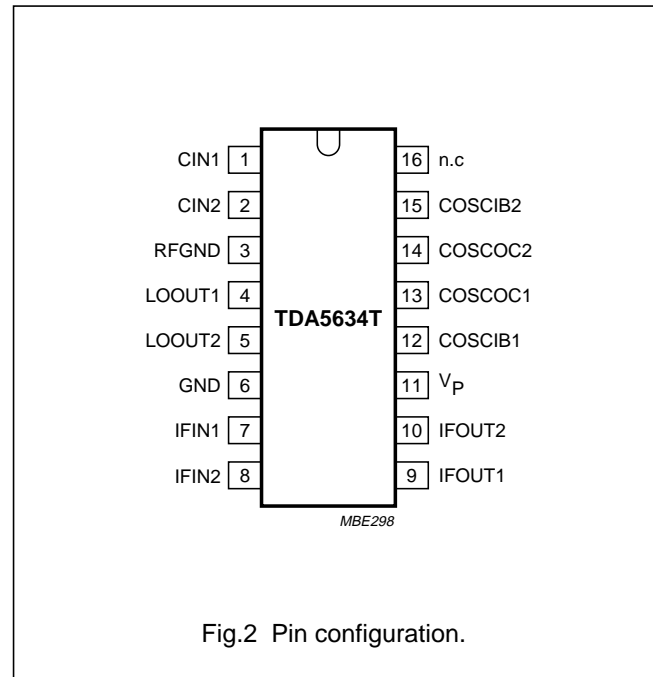 CIN1 1 16 n.c
CIN2 2 15 COSCIB2
RFGND 3 14 COSCOC2
LOOUT1 4 13 COSCOC1
TDA5634T
LOOUT2 5 12 COSCIB1
GND 6 11 VP
IFIN1 7 10 IFOUT2
IFIN2 8 9 IFOUT1
MBE298
Fig.2 Pin configuration.